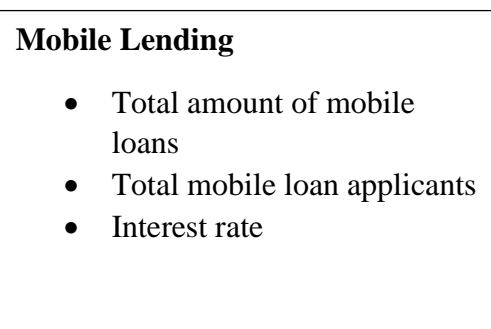 Mobile Lending
• Total amount of mobile
loans
• Total mobile loan applicants
• Interest rate